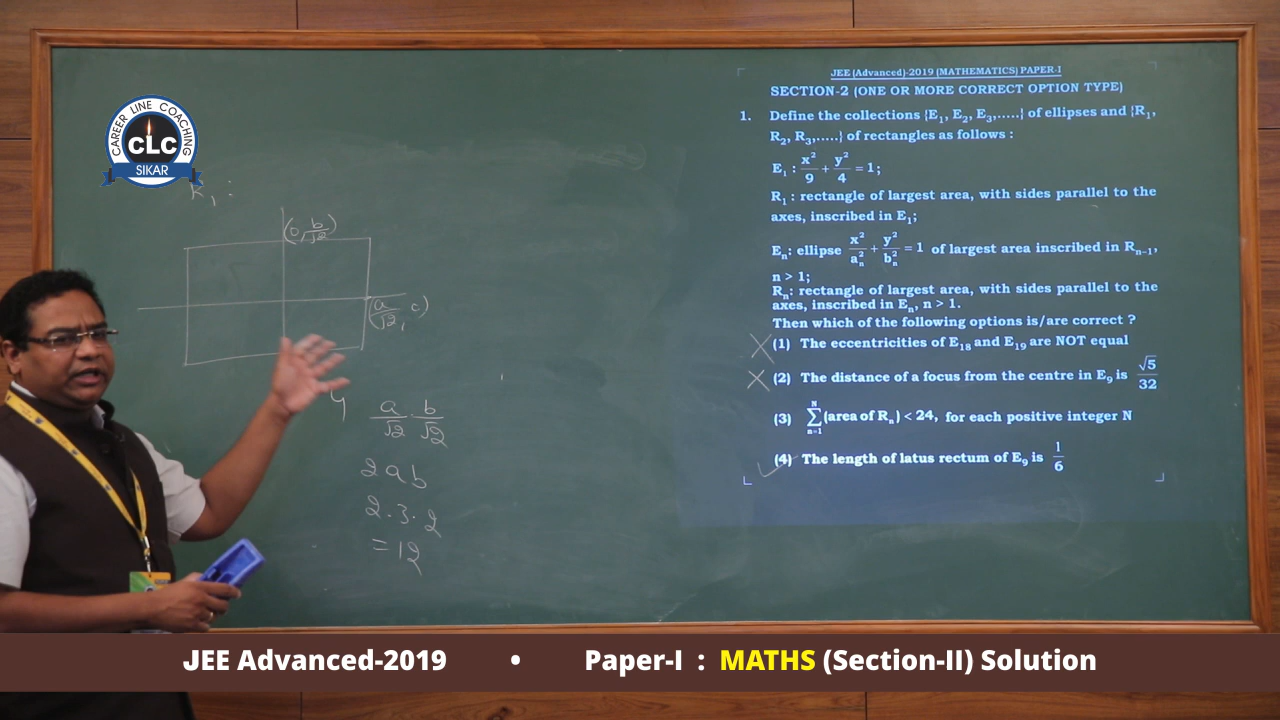 CAREER LINE COACHING
CLC
SIKAR
R₁ :
(0, b/√2)
(a/√2, 0)
4 a/√2 · b/√2
2ab
2.3.2
= 12
JEE (Advanced)-2019 (MATHEMATICS) PAPER-1
SECTION-2 (ONE OR MORE CORRECT OPTION TYPE)
1. Define the collections {E₁, E₂, E₃,.....} of ellipses and {R₁,
R₂, R₃,.....} of rectangles as follows :
E₁ : x²/9 + y²/4 = 1;
R₁ : rectangle of largest area, with sides parallel to the
axes, inscribed in E₁;
Eₙ: ellipse x²/aₙ² + y²/bₙ² = 1 of largest area inscribed in Rₙ₋₁,
n > 1;
Rₙ: rectangle of largest area, with sides parallel to the
axes, inscribed in Eₙ, n > 1.
Then which of the following options is/are correct ?
(1) The eccentricities of E₁₈ and E₁₉ are NOT equal
(2) The distance of a focus from the centre in E₉ is √5/32
(3) ∑ₙ₌₁ᴺ (area of Rₙ) < 24, for each positive integer N
(4) The length of latus rectum of E₉ is 1/6
JEE Advanced-2019 • Paper-I : MATHS (Section-II) Solution